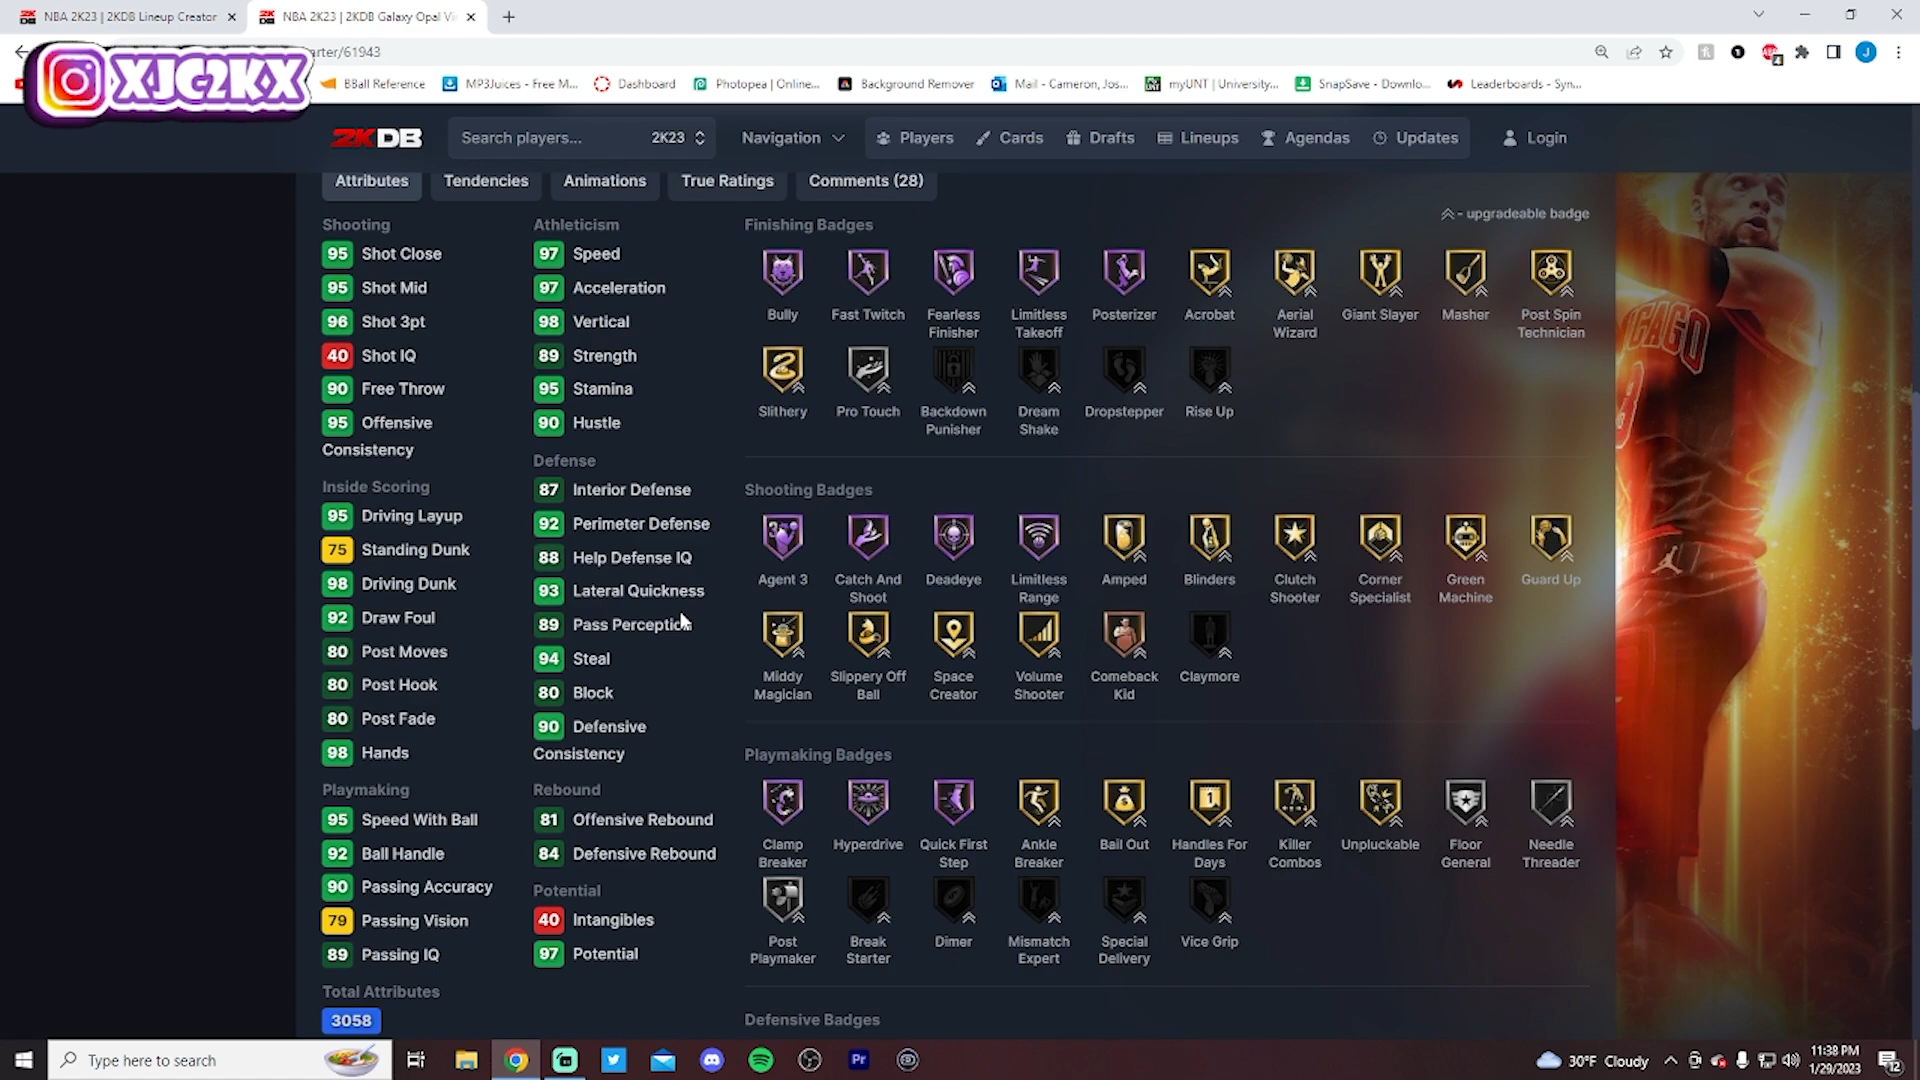 NBA 2K23 | 2KDB Lineup Creator
NBA 2K23 | 2KDB Galaxy Opal Vi
arter/61943
XJC2KX
BBall Reference
MP3Juices - Free M...
Dashboard
Photopea | Online...
Background Remover
Mail - Cameron, Jos...
myUNT | University...
SnapSave - Downlo...
Leaderboards - Syn...
2KDB
Search players...
2K23
Navigation
Players
Cards
Drafts
Lineups
Agendas
Updates
Login
Attributes
Tendencies
Animations
True Ratings
Comments (28)
- upgradeable badge
Shooting
95 Shot Close
95 Shot Mid
96 Shot 3pt
40 Shot IQ
90 Free Throw
95 Offensive
Consistency
Inside Scoring
95 Driving Layup
75 Standing Dunk
98 Driving Dunk
92 Draw Foul
80 Post Moves
80 Post Hook
80 Post Fade
98 Hands
Playmaking
95 Speed With Ball
92 Ball Handle
90 Passing Accuracy
79 Passing Vision
89 Passing IQ
Total Attributes
3058
Athleticism
97 Speed
97 Acceleration
98 Vertical
89 Strength
95 Stamina
90 Hustle
Defense
87 Interior Defense
92 Perimeter Defense
88 Help Defense IQ
93 Lateral Quickness
89 Pass Perception
94 Steal
80 Block
90 Defensive
Consistency
Rebound
81 Offensive Rebound
84 Defensive Rebound
Potential
40 Intangibles
97 Potential
Finishing Badges
Bully
Fast Twitch
Fearless
Finisher
Limitless
Takeoff
Posterizer
Acrobat
Aerial
Wizard
Giant Slayer
Masher
Post Spin
Technician
Slithery
Pro Touch
Backdown
Punisher
Dream
Shake
Dropstepper
Rise Up
Shooting Badges
Agent 3
Catch And
Shoot
Deadeye
Limitless
Range
Amped
Blinders
Clutch
Shooter
Corner
Specialist
Green
Machine
Guard Up
Middy
Magician
Slippery Off
Ball
Space
Creator
Volume
Shooter
Comeback
Kid
Claymore
Playmaking Badges
Clamp
Breaker
Hyperdrive
Quick First
Step
Ankle
Breaker
Bail Out
Handles For
Days
Killer
Combos
Unpluckable
Floor
General
Needle
Threader
Post
Playmaker
Break
Starter
Dimer
Mismatch
Expert
Special
Delivery
Vice Grip
Defensive Badges
Type here to search
30°F Cloudy
11:38 PM
1/29/2023